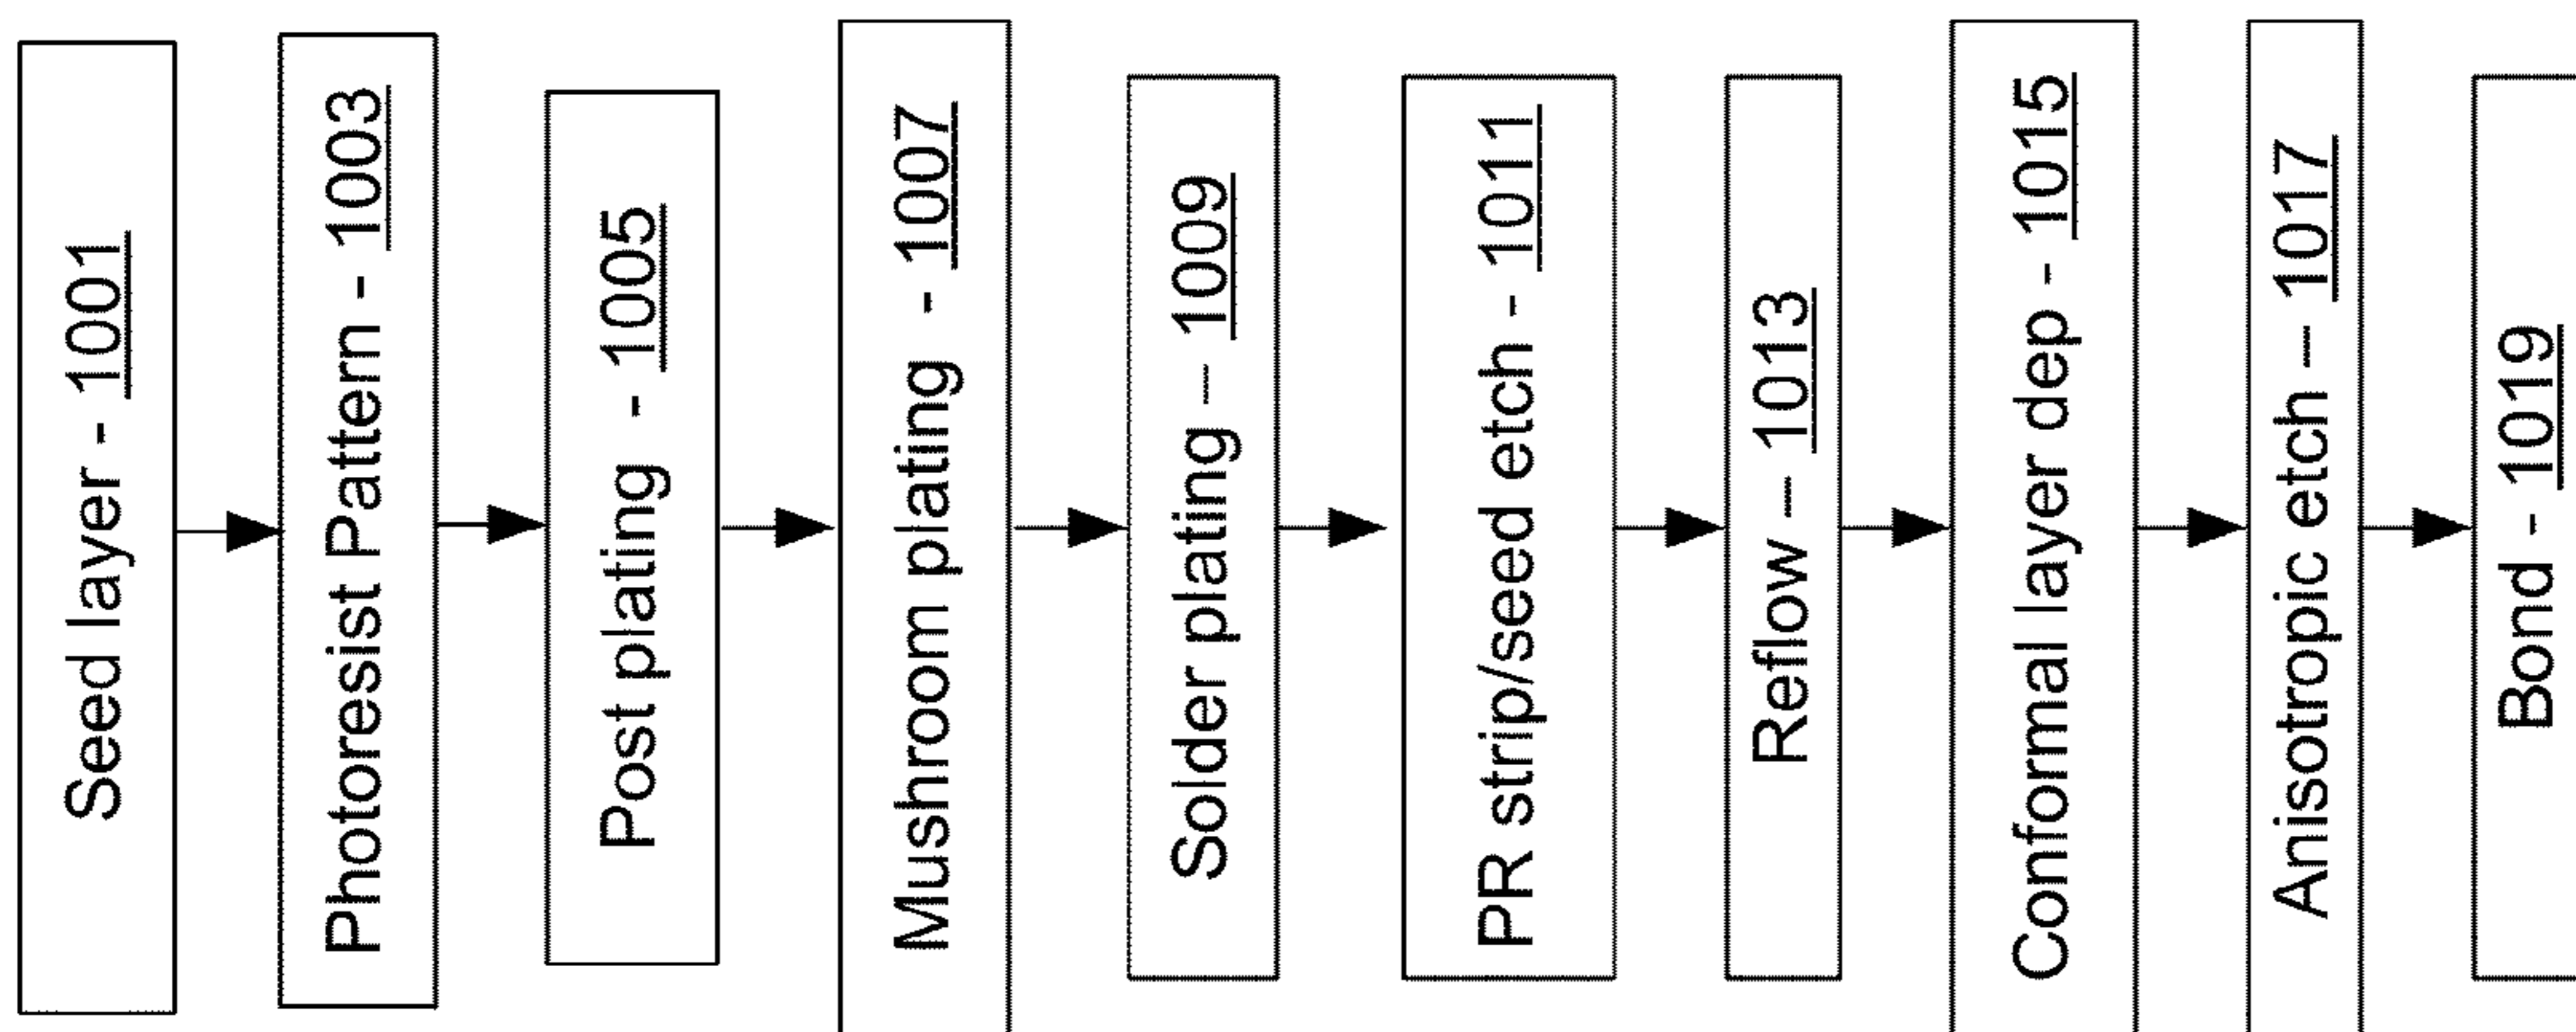 Seed layer - 1001
Photoresist Pattern - 1003
Post plating - 1005
Mushroom plating - 1007
Solder plating – 1009
PR strip/seed etch - 1011
Reflow – 1013
Conformal layer dep - 1015
Anisotropic etch – 1017
Bond - 1019